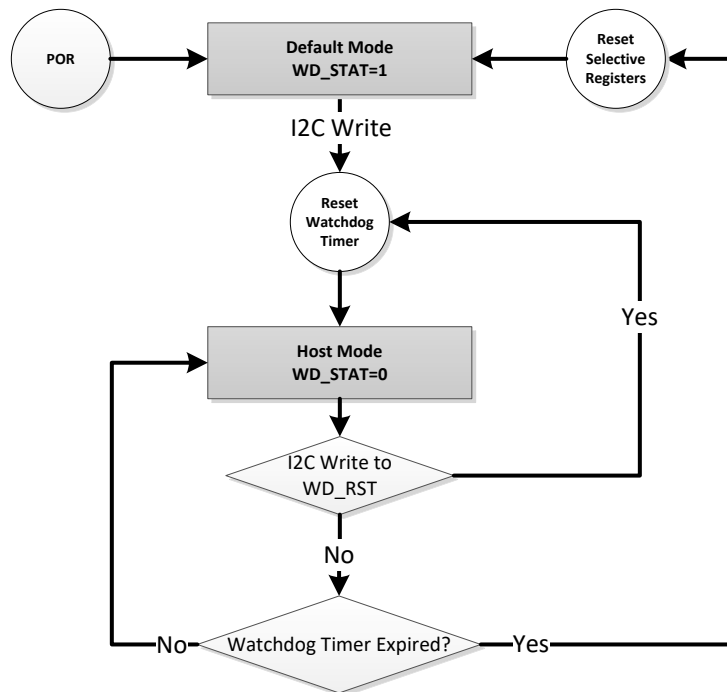 POR
Default Mode
WD_STAT=1
Reset
Selective
Registers
I2C Write
Reset
Watchdog
Timer
Yes
Host Mode
WD_STAT=0
I2C Write to
WD_RST
No
No
Watchdog Timer Expired?
Yes